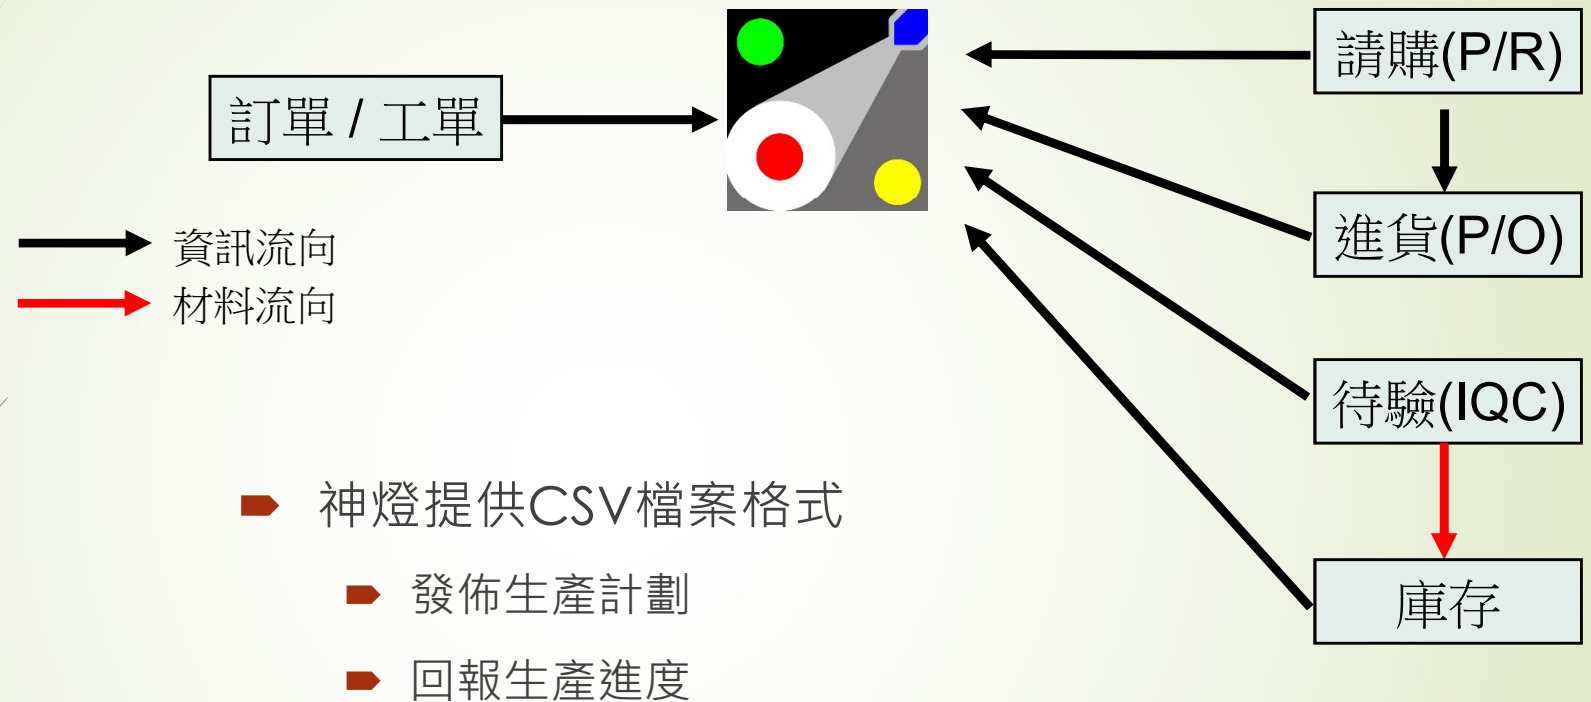 訂單 / 工單
請購(P/R)
進貨(P/O)
資訊流向
材料流向
待驗(IQC)
庫存
神燈提供CSV檔案格式
發佈生產計劃
回報生產進度